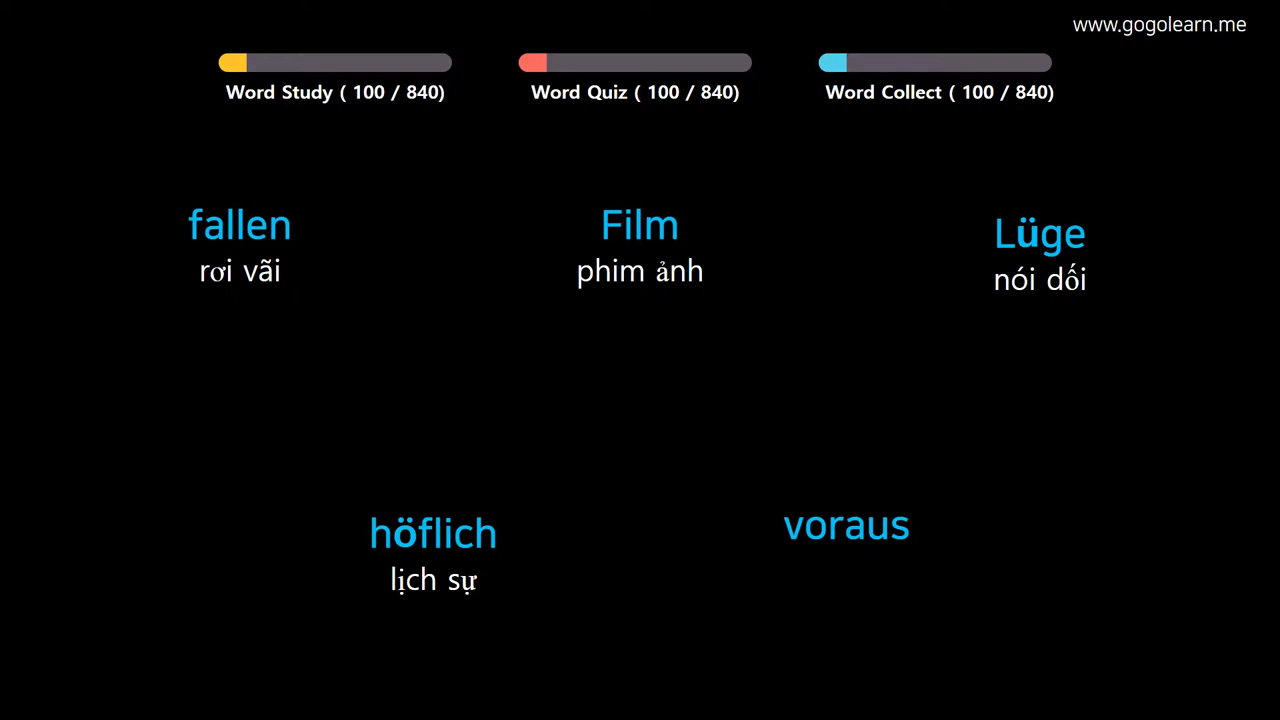 www.gogolearn.me
Word Study ( 100 / 840)
Word Quiz ( 100 / 840)
Word Collect ( 100 / 840)
fallen
rơi vãi
Film
phim ảnh
Lüge
nói dối
höflich
lịch sự
voraus